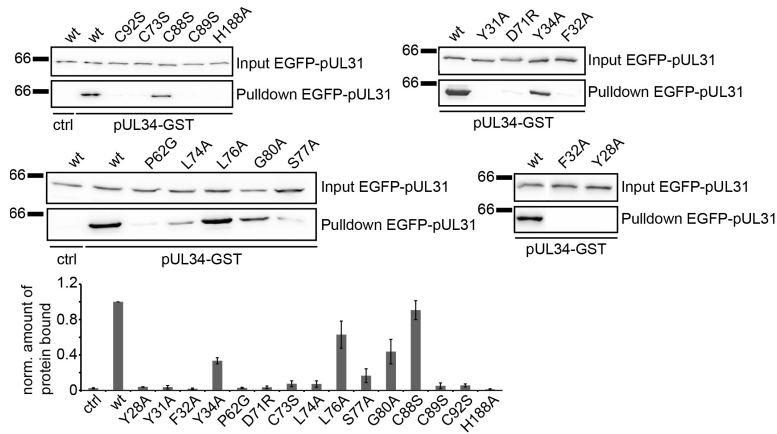 wt wt C92S C73S C88S C89S H188A
66 Input EGFP-pUL31
66 Pulldown EGFP-pUL31
ctrl pUL34-GST
wt Y31A D71R Y34A F32A
66 Input EGFP-pUL31
66 Pulldown EGFP-pUL31
pUL34-GST
wt wt P62G L74A L76A G80A S77A
66 Input EGFP-pUL31
66 Pulldown EGFP-pUL31
ctrl pUL34-GST
wt F32A Y28A
66 Input EGFP-pUL31
66 Pulldown EGFP-pUL31
pUL34-GST
norm. amount of
protein bound
1.2
0.8
0.4
0
ctrl wt Y28A Y31A F32A Y34A P62G D71R C73S L74A L76A S77A G80A C88S C89S C92S H188A